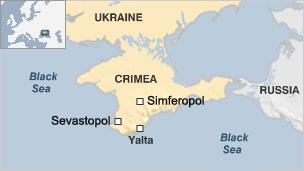 UKRAINE
Black
Sea
CRIMEA
Simferopol
RUSSIA
Sevastopol
Yalta
Black
Sea